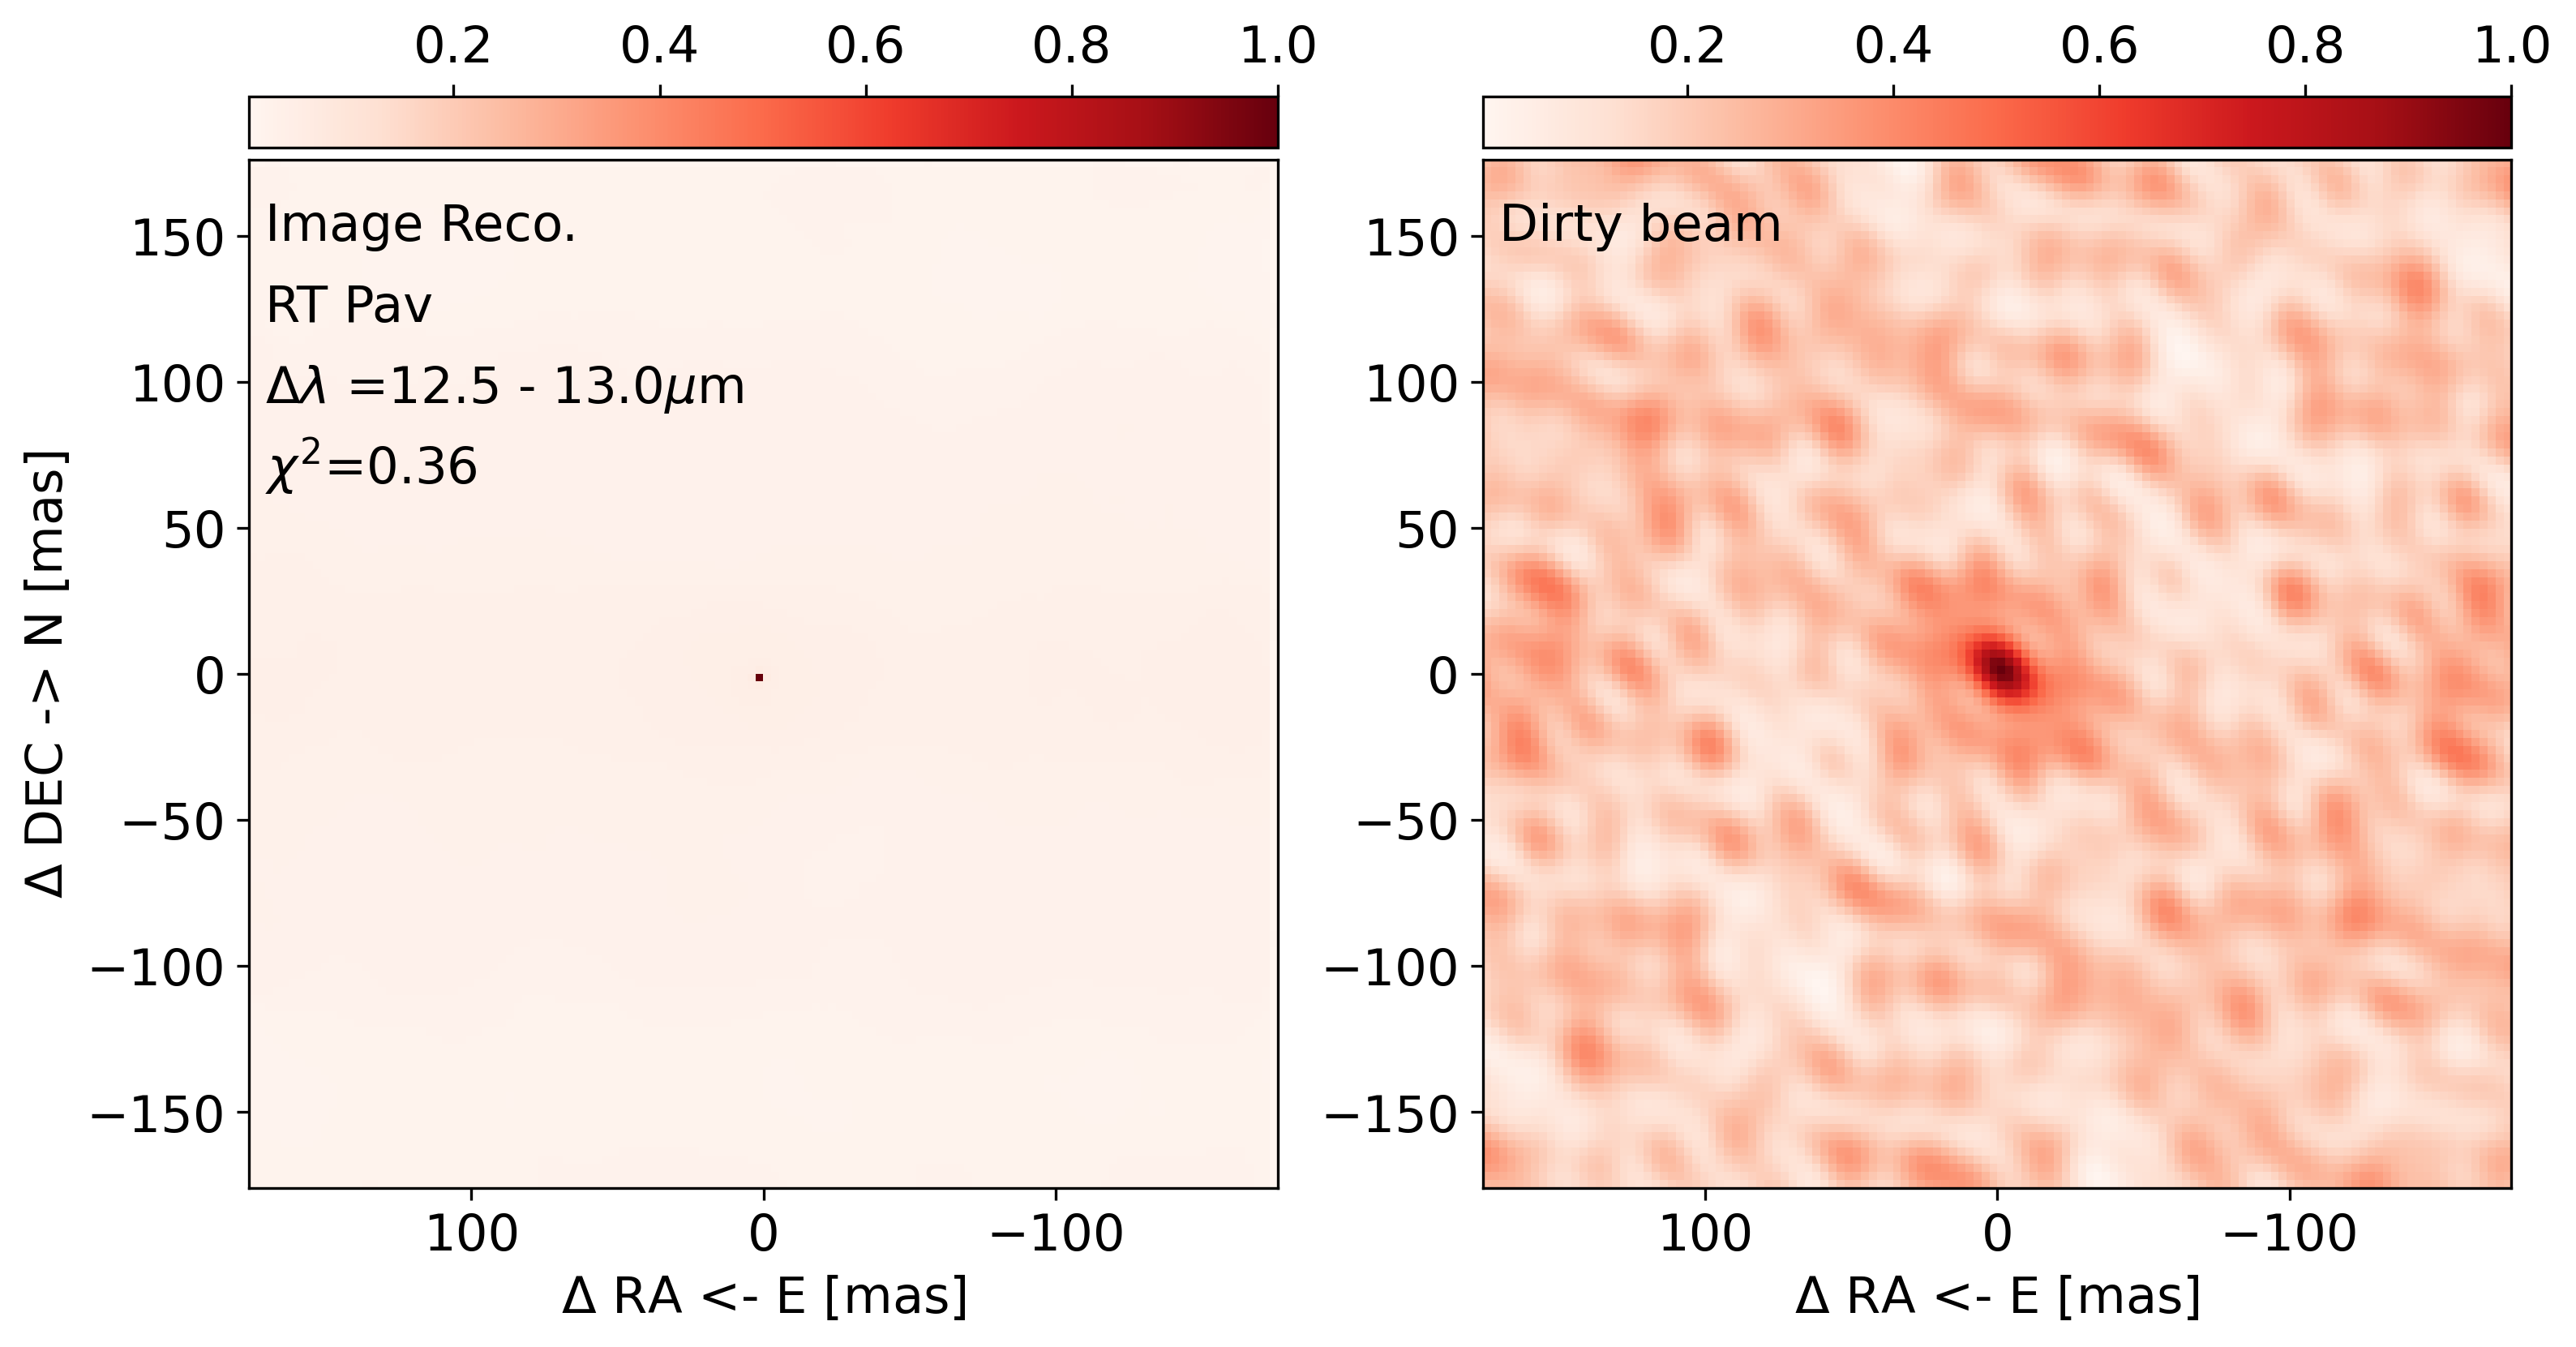 0.2 0.4 0.6 0.8 1.0
0.2 0.4 0.6 0.8 1.0
Image Reco.
RT Pav
Δλ =12.5 - 13.0μm
χ²=0.36
Δ DEC -> N [mas]
150
100
50
0
−50
−100
−150
100 0 −100
Δ RA <- E [mas]
Dirty beam
150
100
50
0
−50
−100
−150
100 0 −100
Δ RA <- E [mas]